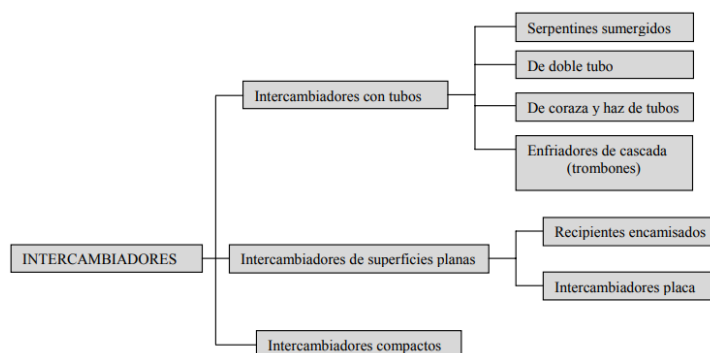 Serpentines sumergidos
De doble tubo
Intercambiadores con tubos
De coraza y haz de tubos
Enfriadores de cascada
(trombones)
Recipientes encamisados
INTERCAMBIADORES
Intercambiadores de superficies planas
Intercambiadores placa
Intercambiadores compactos